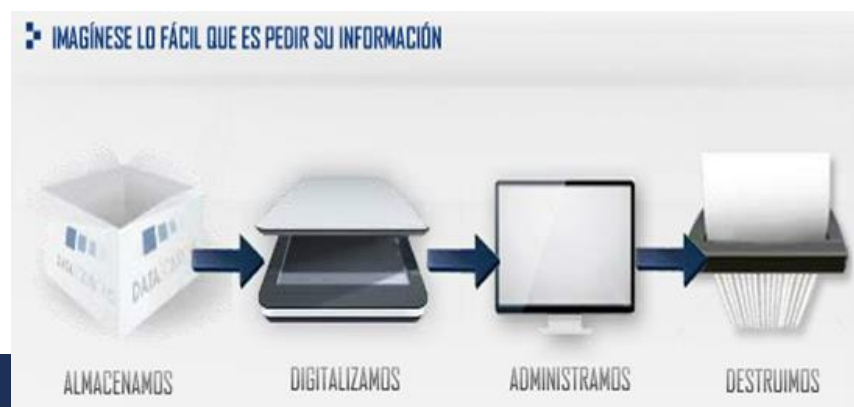 IMAGÍNESE LO FÁCIL QUE ES PEDIR SU INFORMACIÓN
ALMACENAMOS
DIGITALIZAMOS
ADMINISTRAMOS
DESTRUIMOS